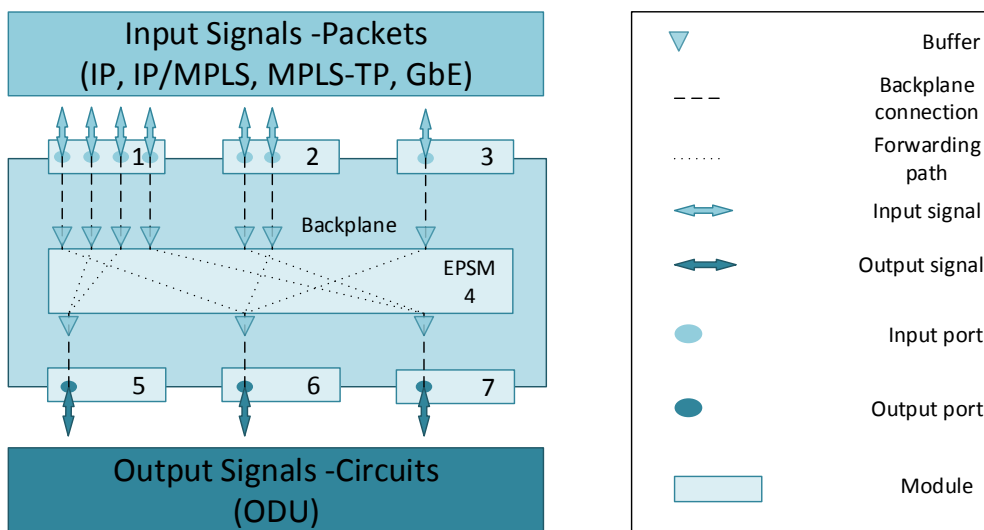 Input Signals -Packets
(IP, IP/MPLS, MPLS-TP, GbE)
1
2
3
Backplane
EPSM
4
5
6
7
Output Signals -Circuits
(ODU)
Buffer
Backplane
connection
Forwarding
path
Input signal
Output signal
Input port
Output port
Module